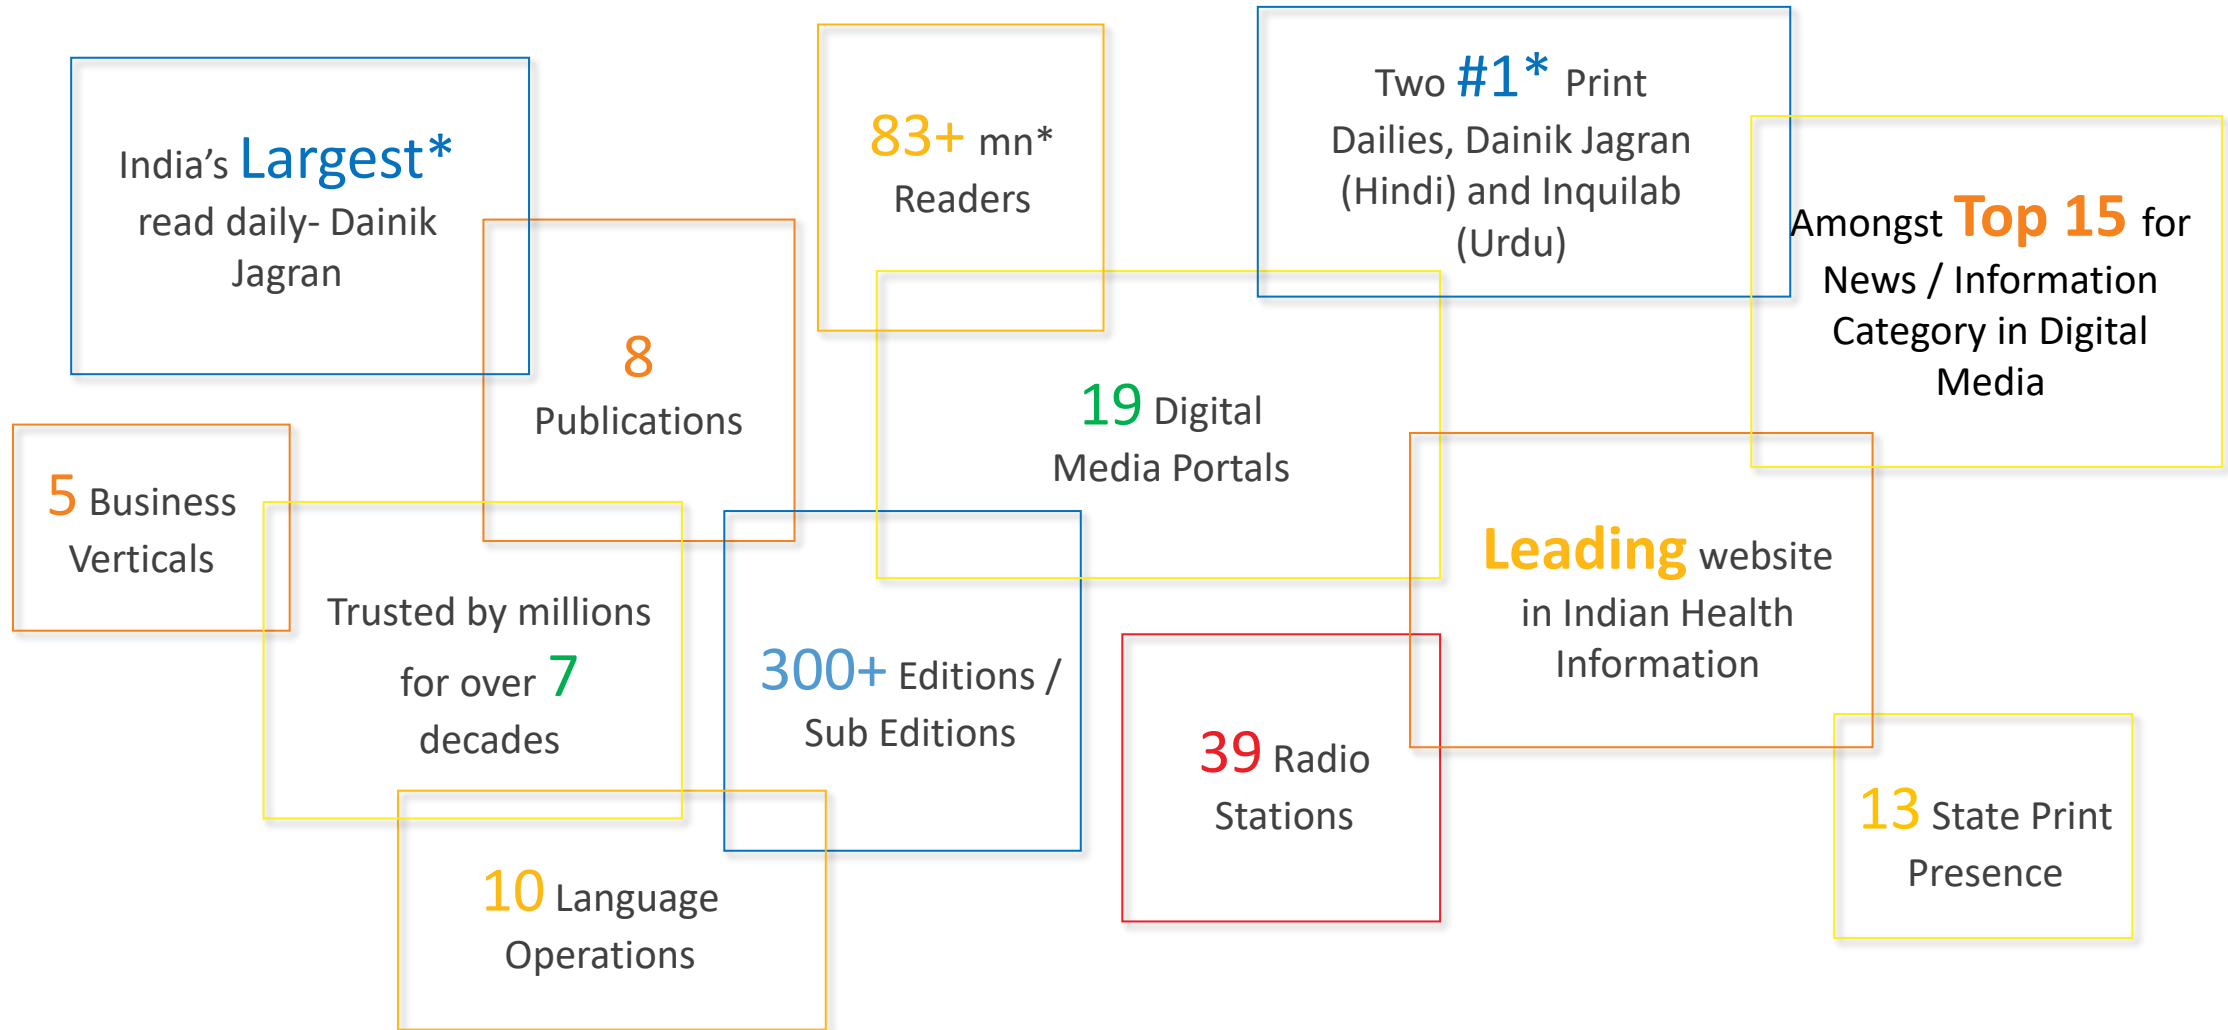 India's Largest*
read daily- Dainik
Jagran
83+ mn*
Readers
Two #1* Print
Dailies, Dainik Jagran
(Hindi) and Inquilab
(Urdu)
Amongst Top 15 for
News / Information
Category in Digital
Media
8
Publications
19 Digital
Media Portals
5 Business
Verticals
Trusted by millions
for over 7
decades
300+ Editions /
Sub Editions
Leading website
in Indian Health
Information
39 Radio
Stations
13 State Print
Presence
10 Language
Operations